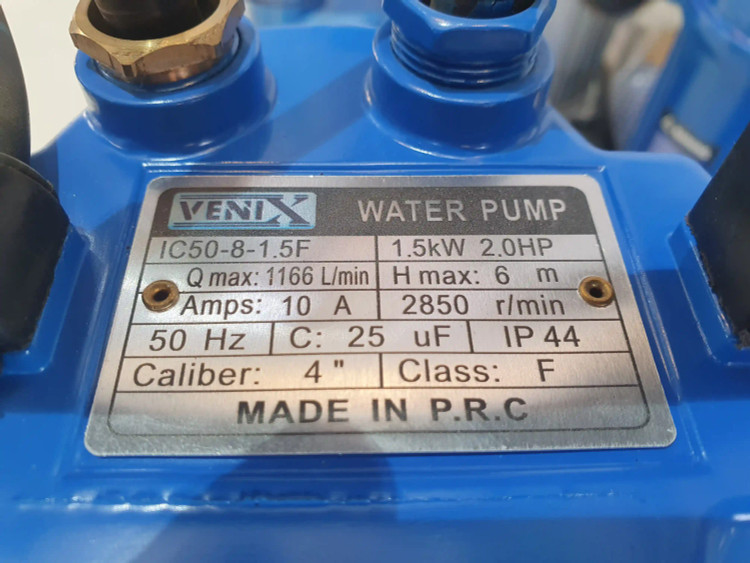 VENIX WATER PUMP
IC50-8-1.5F 1.5kW 2.0HP
Q max: 1166 L/min H max: 6 m
Amps: 10 A 2850 r/min
50 Hz C: 25 uF IP 44
Caliber: 4" Class: F
MADE IN P.R.C